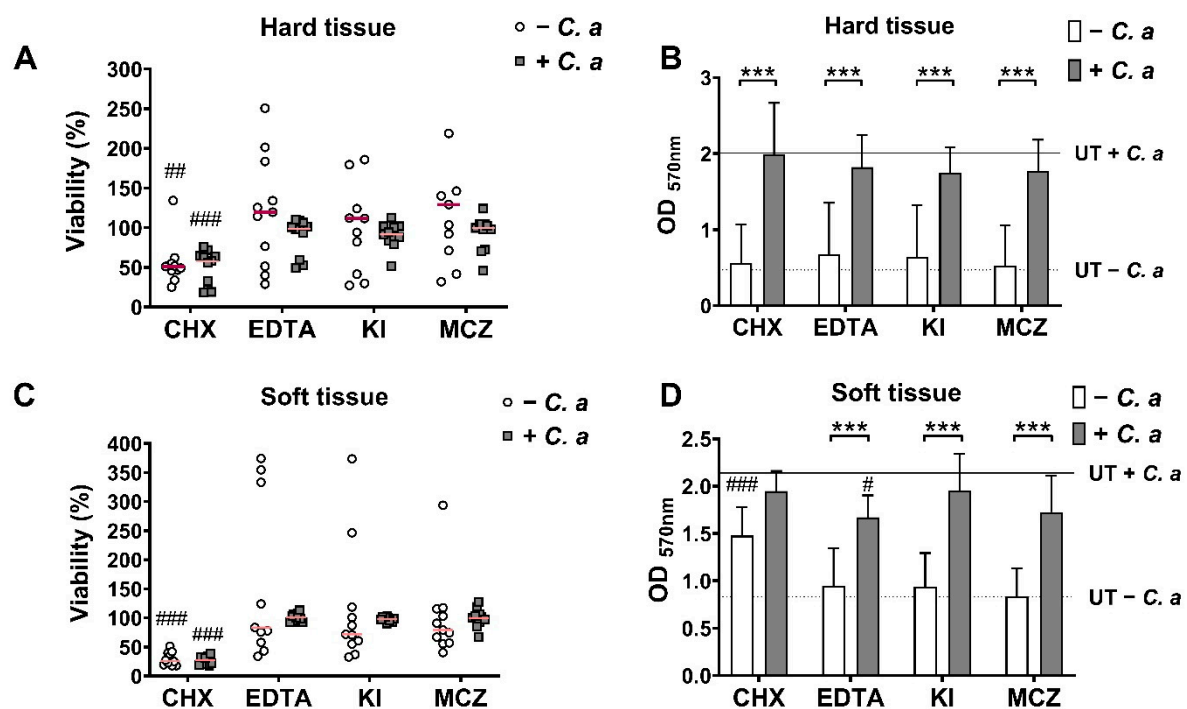 A
Hard tissue
– C. a
+ C. a
Viability (%)
300
250
200
150
100
50
0
##
###
CHX EDTA KI MCZ
B
Hard tissue
– C. a
+ C. a
OD 570nm
3
2
1
0
*** *** *** ***
UT + C. a
UT – C. a
CHX EDTA KI MCZ
C
Soft tissue
– C. a
+ C. a
Viability (%)
400
350
300
250
200
150
100
50
0
###
###
CHX EDTA KI MCZ
D
Soft tissue
– C. a
+ C. a
OD 570nm
2.5
2.0
1.5
1.0
0.5
0.0
*** *** ***
###
#
UT + C. a
UT – C. a
CHX EDTA KI MCZ